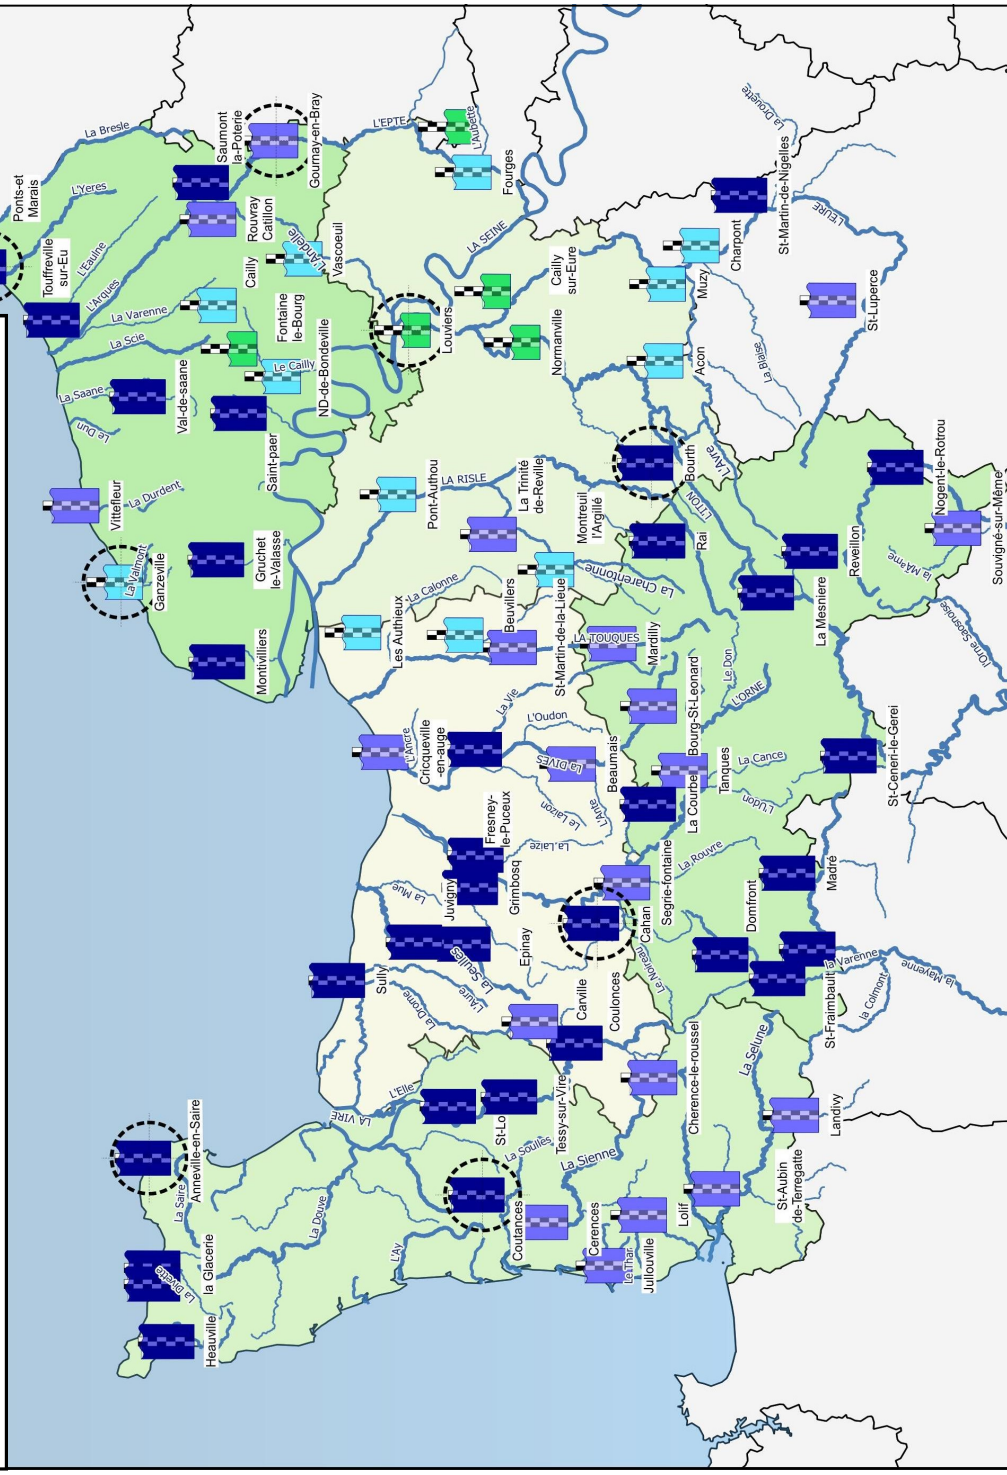 La Bresle
Ponts-et
Marais
L'Yeres
Saumont
la-Poterie
Gournay-en-Bray
L'EPTE
L'Aubette
La Drouette
Touffreville
sur-Eu
L'Eaulne
Rouvray
Catillon
Fourges
St-Martin-de-Nigelles
L'EURE
L'Arques
La Varenne
Cailly
L'Andelle
Vascoeuil
LA SEINE
Charpont
La Scie
Fontaine
le-Bourg
Cailly
sur-Eure
Muzy
St-Luperce
La Saane
Val-de-saane
Le Cailly
ND-de-Bondeville
Louviers
Normanville
Acon
La Blaise
Le Dun
Saint-paer
L'Avre
Vittefleur
La Durdent
Pont-Authou
LA RISLE
La Trinité
de-Reville
Bourth
L'ITON
Nogent-le-Rotrou
La Valmont
Ganzeville
Gruchet
le-Valasse
Montreuil
l'Argillé
Rai
Reveillon
la MÃªme
Souvigné-sur-Même
La Calonne
La Charentonne
La Mesniere
l'Orne Saosnoise
Montivilliers
Les Authieux
Beuvillers
St-Martin-de-la-Lieue
LA TOUQUES
Mardilly
Le Don
L'ORNE
La Vie
L'Oudon
Bourg-St-Leonard
L'Ancre
Cricqueville
-en-auge
La DIVES
Beaumais
La Courbe
Tanques
La Cance
St-Ceneri-le-Gerei
Fresney-
le-Puceux
Le Laizon
L'Ante
L'Udon
La Laize
La Mue
Juvigny
Grimbosq
Segrie-fontaine
La Rouvre
Madré
Cahan
Domfront
Sully
La Seulles
Epinay
Le Noireau
la Varenne
la Mayenne
La Drome
L'Aure
Carville
Coulonces
St-Fraimbault
la Colmont
L'Elle
LA VIRE
St-Lo
Tessy-sur-Vire
Cherence-le-roussel
La Selune
Landivy
Anneville-en-Saire
La Saire
La Soulles
La Sienne
St-Aubin
de-Terregatte
La Douve
L'Ay
Coutances
Cerences
Lolif
Le Thar
Jullouville
la Glacerie
La Divette
Heauville